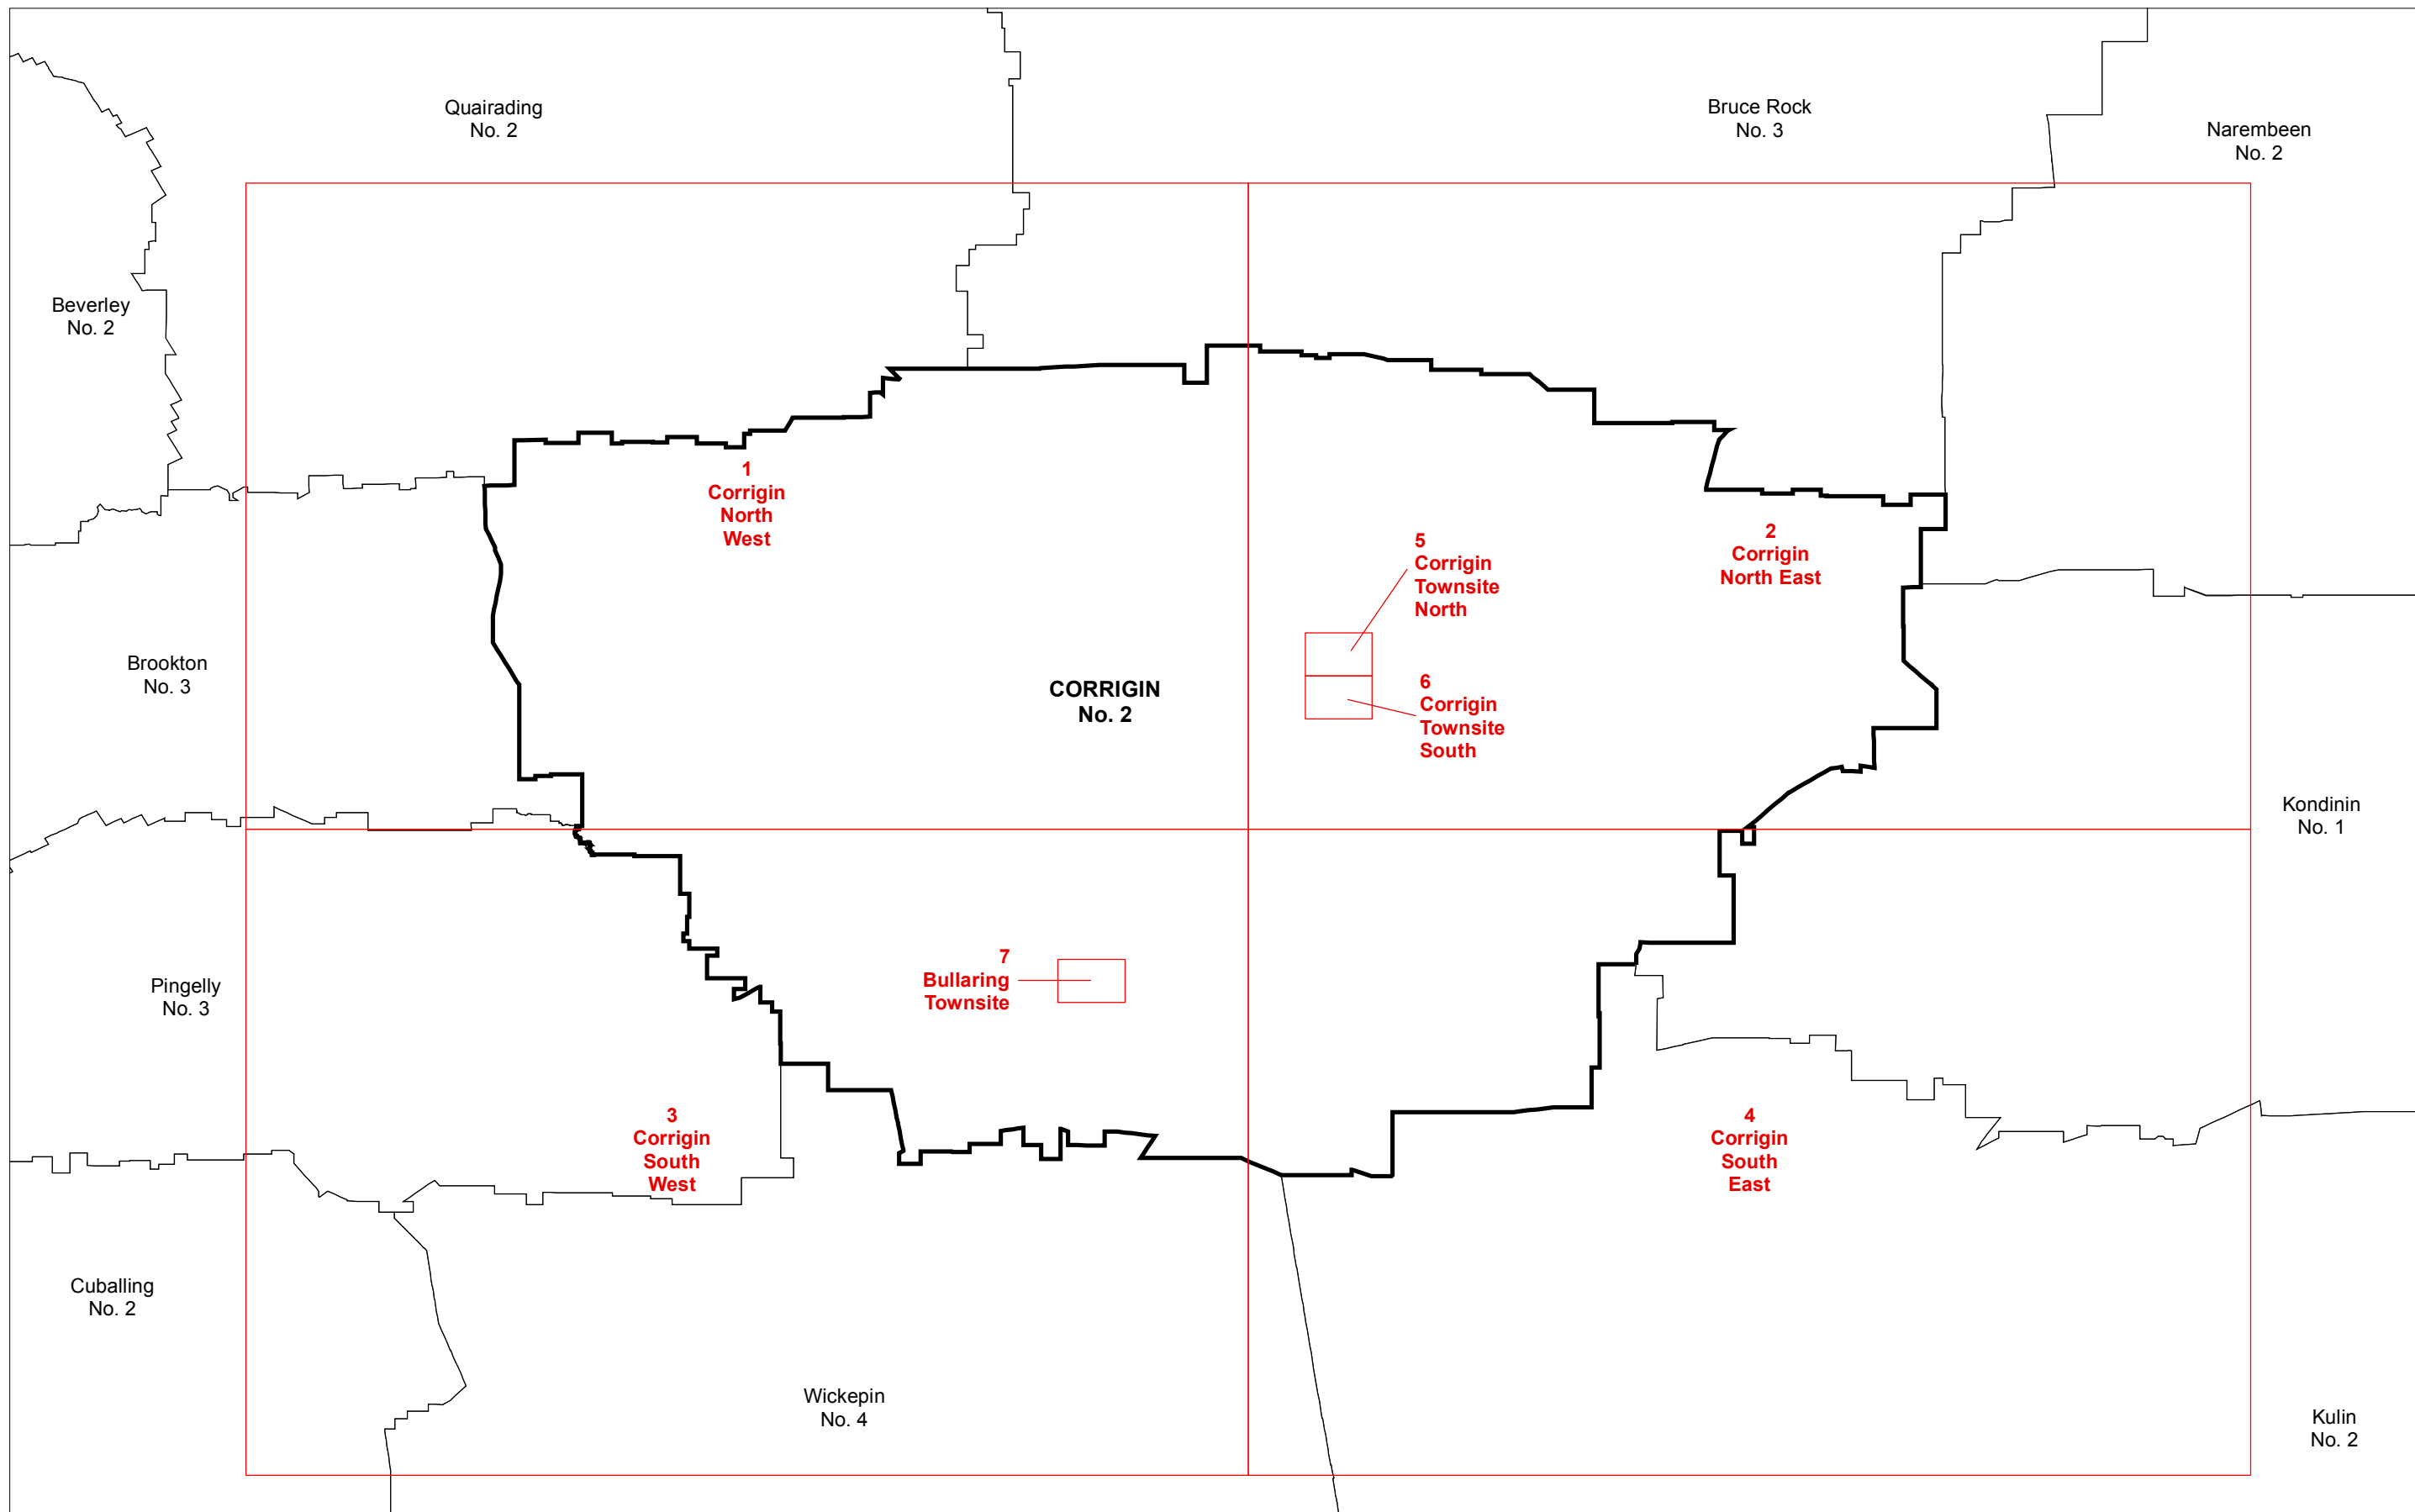 Quairading
No. 2
Bruce Rock
No. 3
Narembeen
No. 2
Beverley
No. 2
1
Corrigin
North
West
2
Corrigin
North East
5
Corrigin
Townsite
North
Brookton
No. 3
CORRIGIN
No. 2
6
Corrigin
Townsite
South
Kondinin
No. 1
7
Bullaring
Townsite
Pingelly
No. 3
3
Corrigin
South
West
4
Corrigin
South
East
Cuballing
No. 2
Wickepin
No. 4
Kulin
No. 2